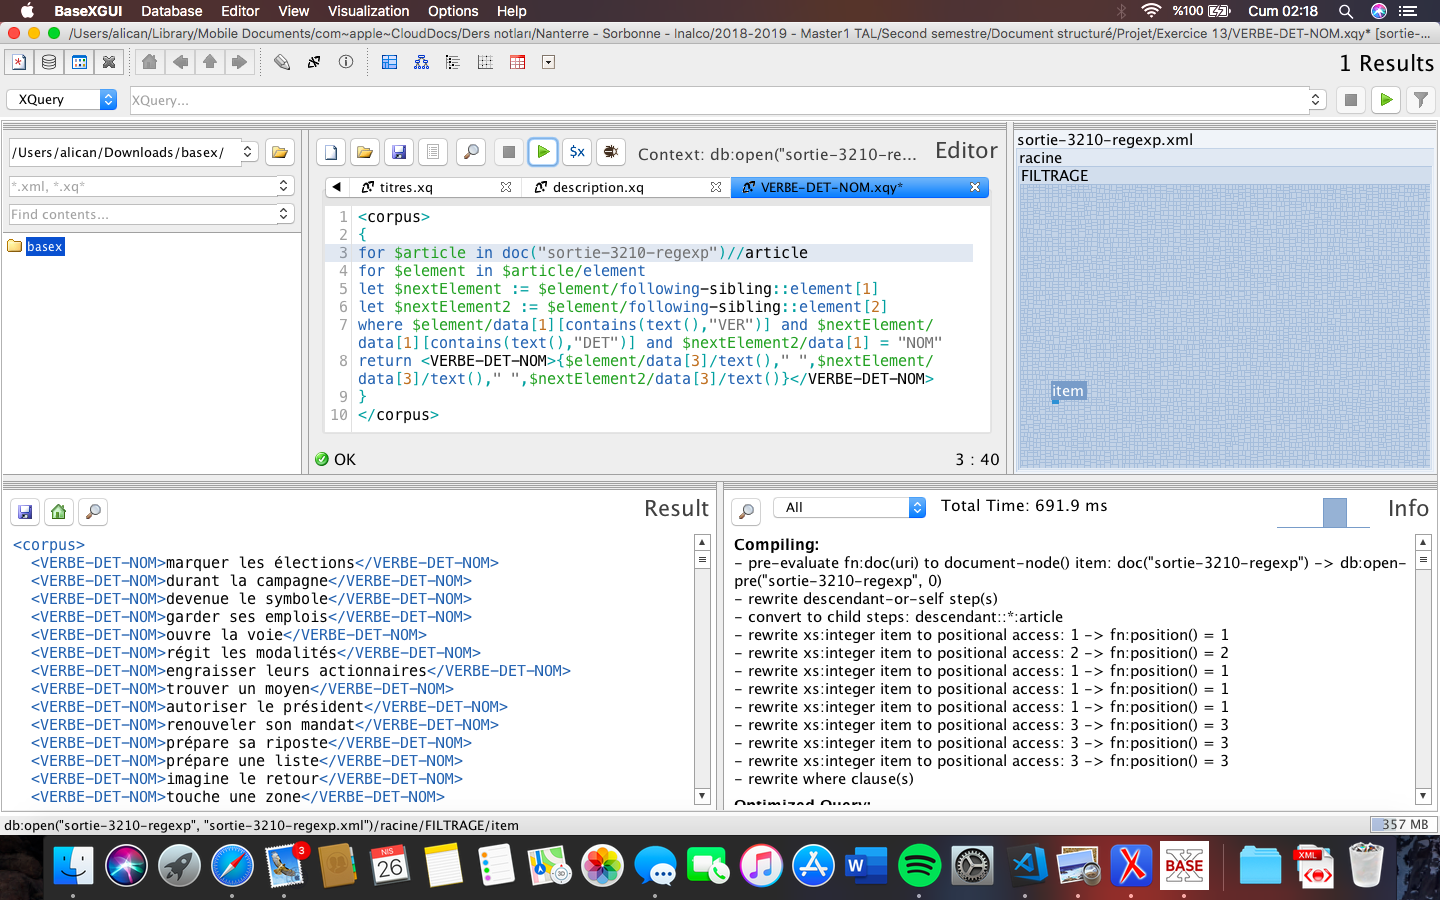 BaseXGUI Database Editor View Visualization Options Help %100 Cum 02:18
/Users/alican/Library/Mobile Documents/com~apple~CloudDocs/Ders notları/Nanterre - Sorbonne - Inalco/2018-2019 - Master1 TAL/Second semestre/Document structuré/Projet/Exercice 13/VERBE-DET-NOM.xqy* [sortie-...
1 Results
XQuery XQuery...
/Users/alican/Downloads/basex/
*.xml, *.xq*
Find contents...
basex
Context: db:open("sortie-3210-re... Editor
titres.xq description.xq VERBE-DET-NOM.xqy*
1 <corpus>
2 {
3 for $article in doc("sortie-3210-regexp")//article
4 for $element in $article/element
5 let $nextElement := $element/following-sibling::element[1]
6 let $nextElement2 := $element/following-sibling::element[2]
7 where $element/data[1][contains(text(),"VER")] and $nextElement/
data[1][contains(text(),"DET")] and $nextElement2/data[1] = "NOM"
8 return <VERBE-DET-NOM>{$element/data[3]/text()," ",$nextElement/
data[3]/text()," ",$nextElement2/data[3]/text()}</VERBE-DET-NOM>
9 }
10 </corpus>
OK 3 : 40
sortie-3210-regexp.xml
racine
FILTRAGE
item
Result
<corpus>
<VERBE-DET-NOM>marquer les élections</VERBE-DET-NOM>
<VERBE-DET-NOM>durant la campagne</VERBE-DET-NOM>
<VERBE-DET-NOM>devenue le symbole</VERBE-DET-NOM>
<VERBE-DET-NOM>garder ses emplois</VERBE-DET-NOM>
<VERBE-DET-NOM>ouvre la voie</VERBE-DET-NOM>
<VERBE-DET-NOM>régit les modalités</VERBE-DET-NOM>
<VERBE-DET-NOM>engraisser leurs actionnaires</VERBE-DET-NOM>
<VERBE-DET-NOM>trouver un moyen</VERBE-DET-NOM>
<VERBE-DET-NOM>autoriser le président</VERBE-DET-NOM>
<VERBE-DET-NOM>renouveler son mandat</VERBE-DET-NOM>
<VERBE-DET-NOM>prépare sa riposte</VERBE-DET-NOM>
<VERBE-DET-NOM>prépare une liste</VERBE-DET-NOM>
<VERBE-DET-NOM>imagine le retour</VERBE-DET-NOM>
<VERBE-DET-NOM>touche une zone</VERBE-DET-NOM>
All Total Time: 691.9 ms Info
Compiling:
- pre-evaluate fn:doc(uri) to document-node() item: doc("sortie-3210-regexp") -> db:open-
pre("sortie-3210-regexp", 0)
- rewrite descendant-or-self step(s)
- convert to child steps: descendant::*:article
- rewrite xs:integer item to positional access: 1 -> fn:position() = 1
- rewrite xs:integer item to positional access: 2 -> fn:position() = 2
- rewrite xs:integer item to positional access: 1 -> fn:position() = 1
- rewrite xs:integer item to positional access: 1 -> fn:position() = 1
- rewrite xs:integer item to positional access: 1 -> fn:position() = 1
- rewrite xs:integer item to positional access: 3 -> fn:position() = 3
- rewrite xs:integer item to positional access: 3 -> fn:position() = 3
- rewrite xs:integer item to positional access: 3 -> fn:position() = 3
- rewrite where clause(s)
Optimized Query:
db:open("sortie-3210-regexp", "sortie-3210-regexp.xml")/racine/FILTRAGE/item
357 MB
3
NIS
26
XML
BASE